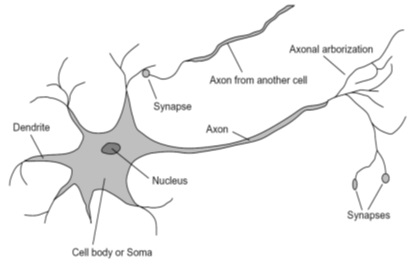 Axonal arborization
Axon from another cell
Synapse
Dendrite
Axon
Nucleus
Synapses
Cell body or Soma